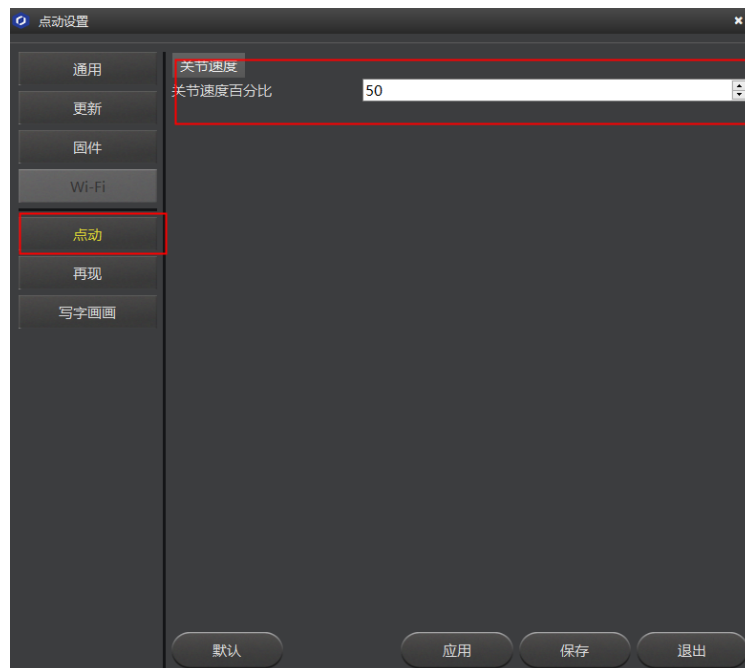 点动设置
通用
更新
固件
Wi-Fi
点动
再现
写字画画
关节速度
关节速度百分比 50
默认 应用 保存 退出